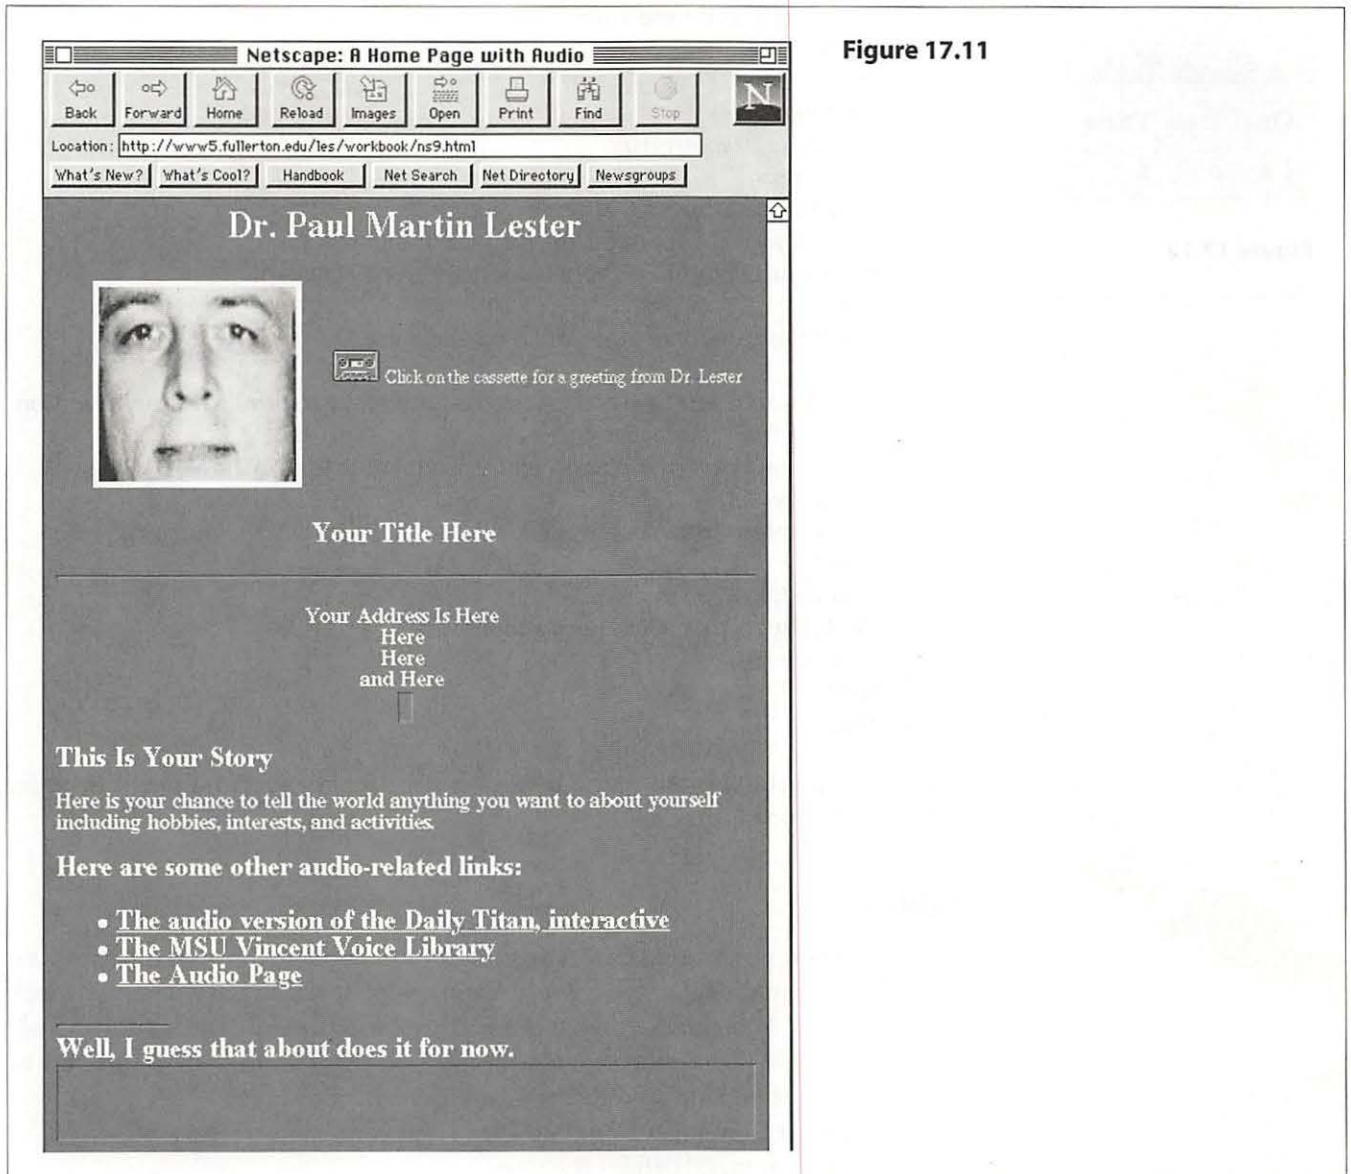 Figure 17.11
Netscape: A Home Page with Audio
Back Forward Home Reload Images Open Print Find Stop
N
Location: http://www5.fullerton.edu/les/workbook/ns9.html
What's New? What's Cool? Handbook Net Search Net Directory Newsgroups
Dr. Paul Martin Lester
Click on the cassette for a greeting from Dr. Lester
Your Title Here
Your Address Is Here
Here
Here
and Here
This Is Your Story
Here is your chance to tell the world anything you want to about yourself
including hobbies, interests, and activities.
Here are some other audio-related links:
• The audio version of the Daily Titan, interactive
• The MSU Vincent Voice Library
• The Audio Page
Well, I guess that about does it for now.